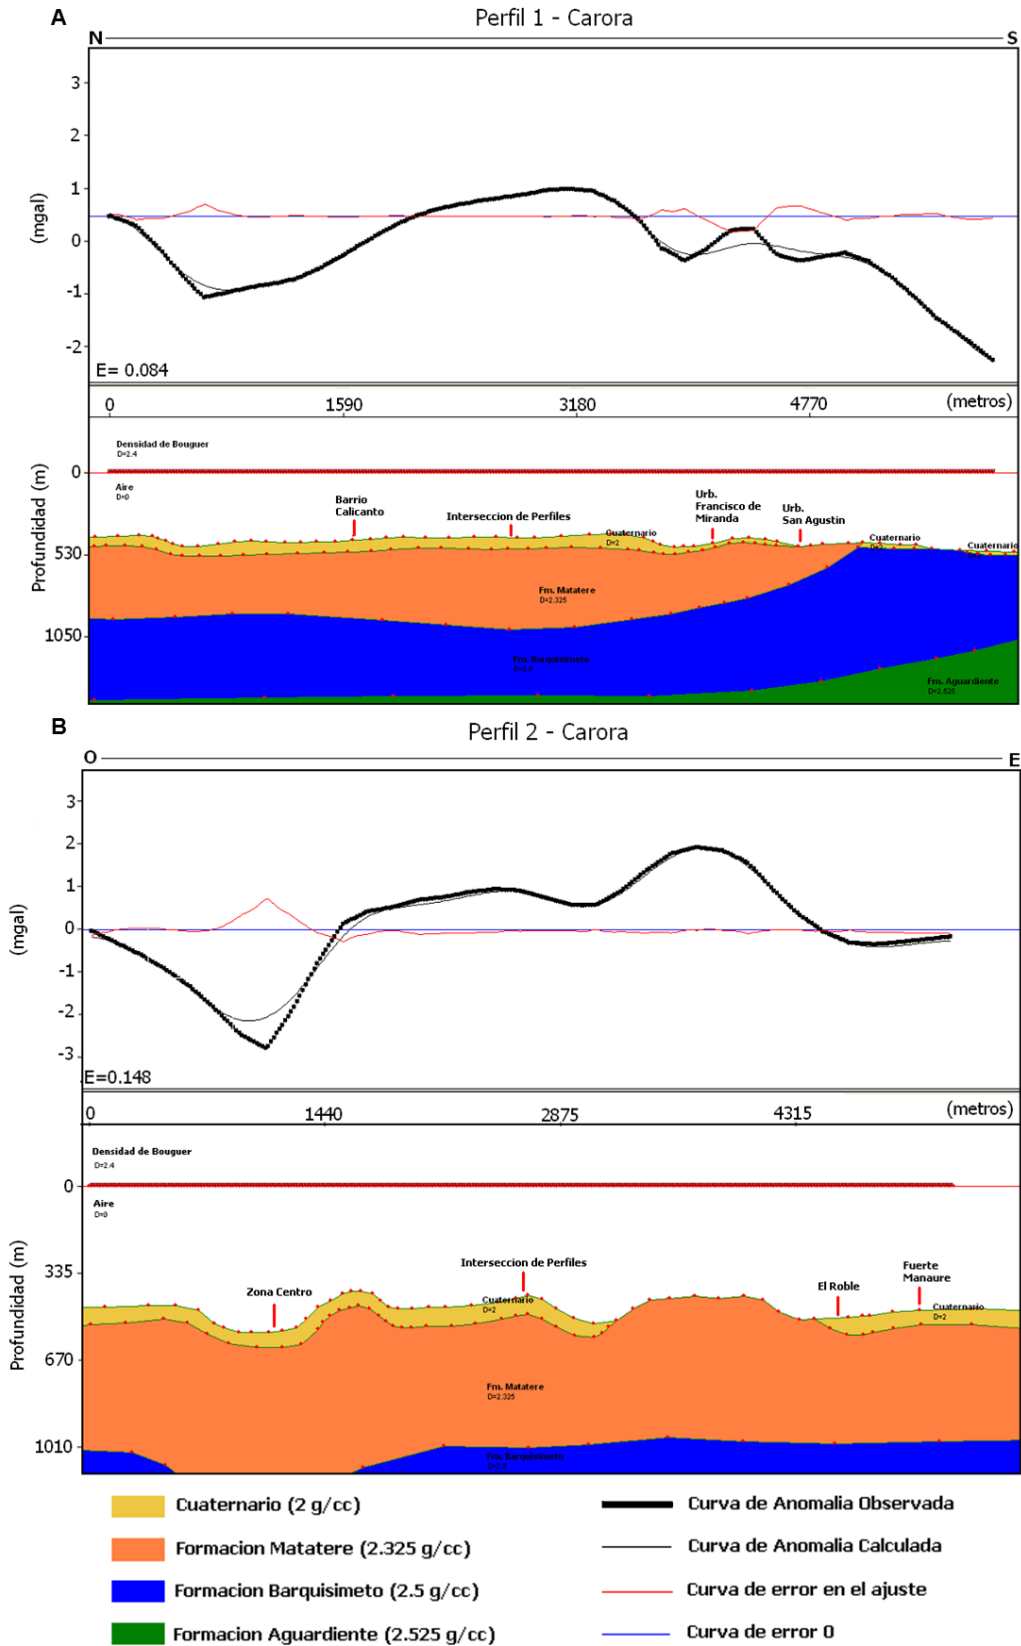 A
Perfil 1 - Carora
N
S
3
2
1
0
-1
-2
(mgal)
E= 0.084
0
1590
3180
4770
(metros)
Densidad de Bouguer
D=2.4
0
Aire
D=0
Profundidad (m)
530
1050
Barrio
Calicanto
Interseccion de Perfiles
Urb.
Francisco de
Miranda
Urb.
San Agustin
Cuaternario
D=2
Cuaternario
Cuaternario
Fm. Matatere
D=2.325
Fm. Barquisimeto
D=2.5
Fm. Aguardiente
D=2.525
B
Perfil 2 - Carora
O
E
3
2
1
0
-1
-2
-3
(mgal)
E=0.148
0
1440
2875
4315
(metros)
Densidad de Bouguer
D=2.4
0
Aire
D=0
Profundidad (m)
335
670
1010
Zona Centro
Interseccion de Perfiles
El Roble
Fuerte
Manaure
Cuaternario
D=2
Cuaternario
D=2
Fm. Matatere
D=2.325
Fm. Barquisimeto
D=2.5
Cuaternario (2 g/cc)
Formacion Matatere (2.325 g/cc)
Formacion Barquisimeto (2.5 g/cc)
Formacion Aguardiente (2.525 g/cc)
Curva de Anomalia Observada
Curva de Anomalia Calculada
Curva de error en el ajuste
Curva de error 0